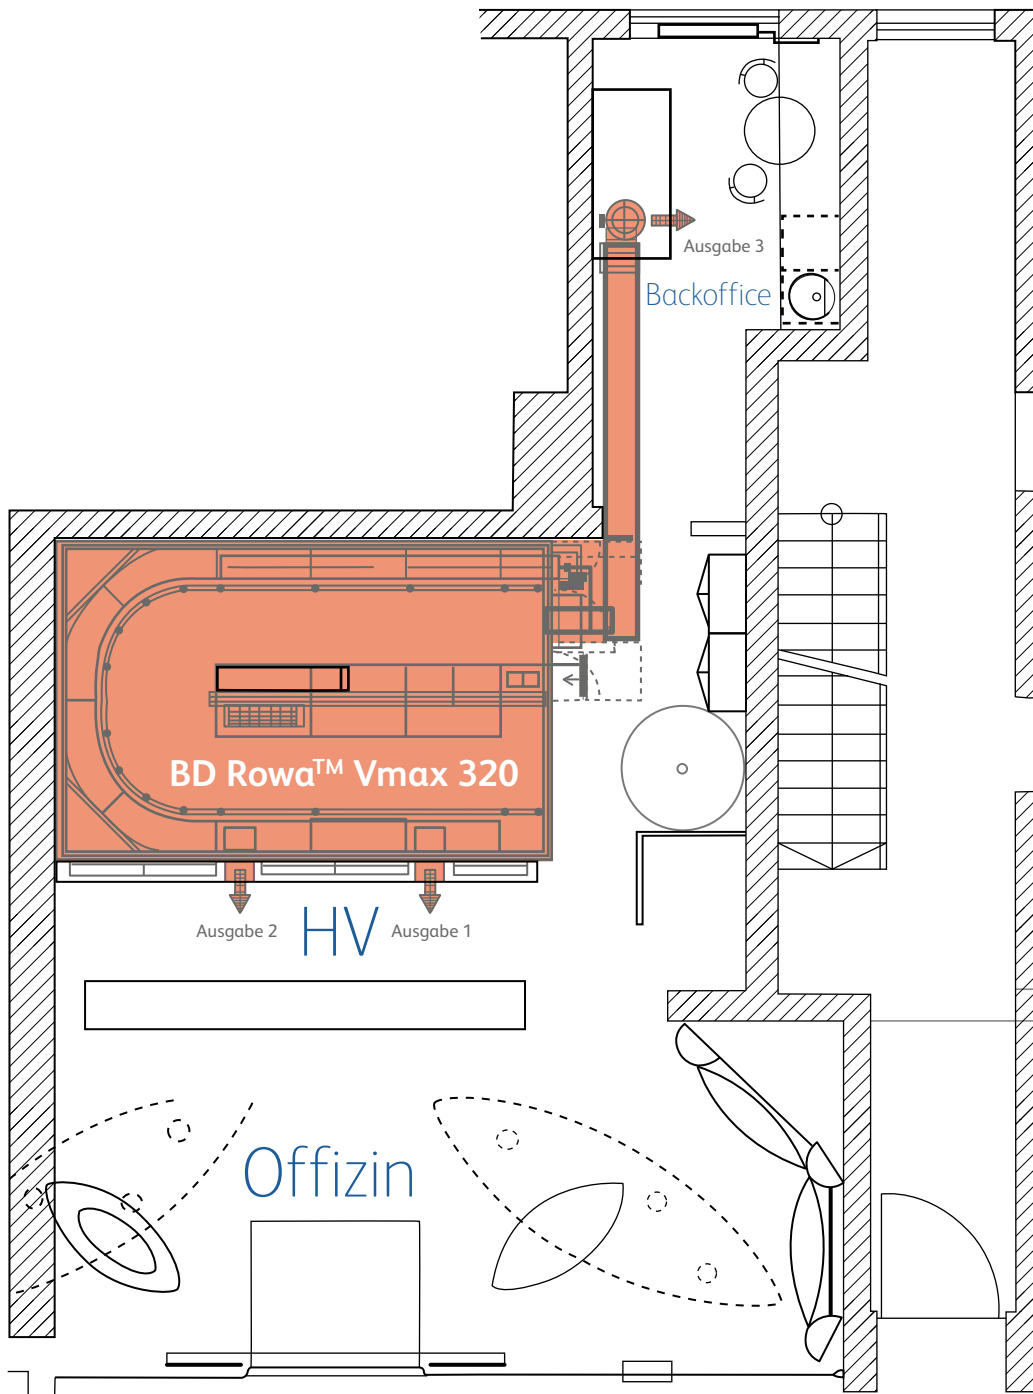 Ausgabe 3
Backoffice
BD Rowa™ Vmax 320
Ausgabe 2
HV
Ausgabe 1
Offizin